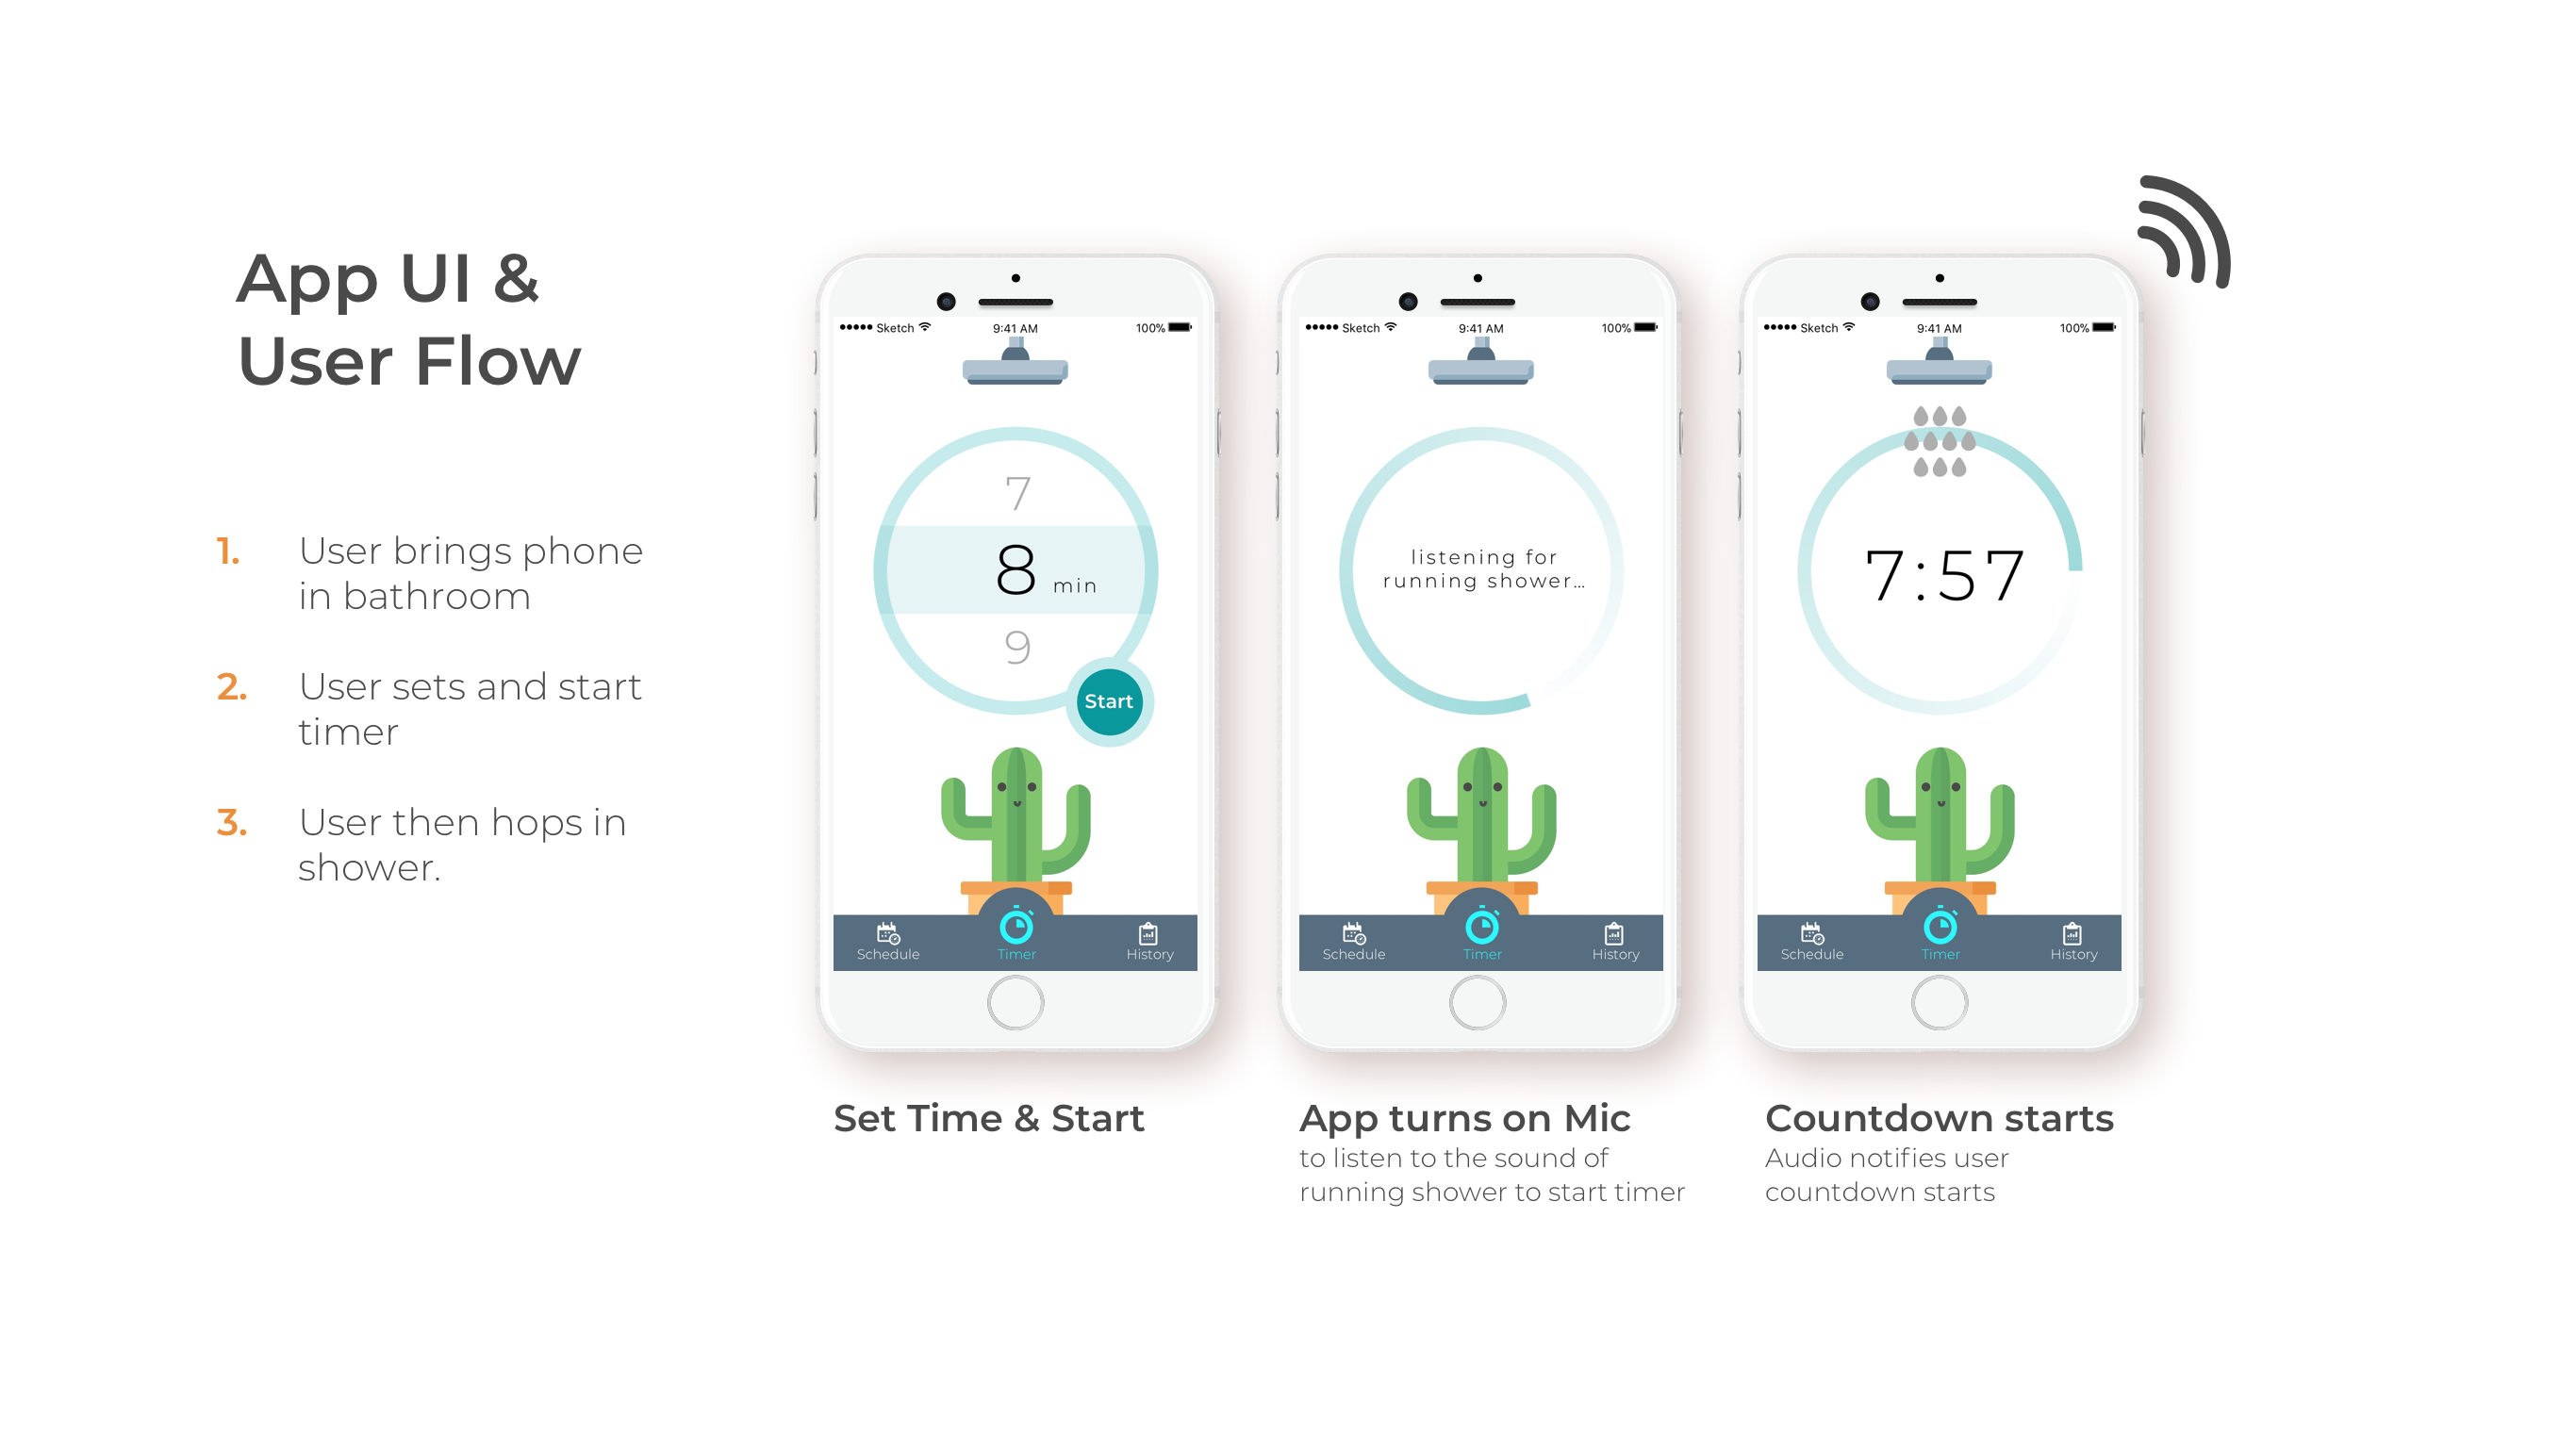 App UI &
User Flow
1. User brings phone
in bathroom
2. User sets and start
timer
3. User then hops in
shower.
Sketch 9:41 AM 100%
7
8 min
9
Start
Schedule Timer History
Set Time & Start
Sketch 9:41 AM 100%
listening for
running shower...
Schedule Timer History
App turns on Mic
to listen to the sound of
running shower to start timer
Sketch 9:41 AM 100%
7:57
Schedule Timer History
Countdown starts
Audio notifies user
countdown starts